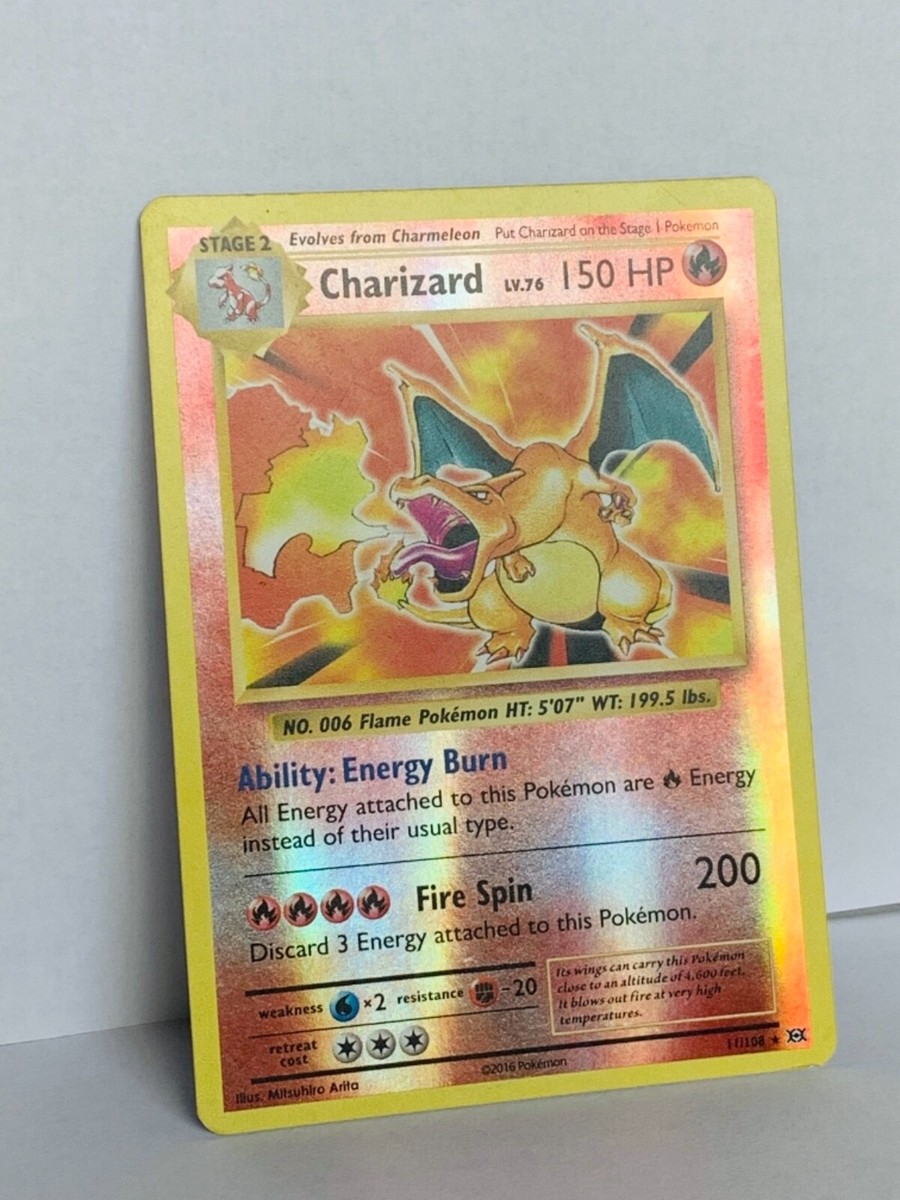 STAGE 2 Evolves from Charmeleon Put Charizard on the Stage 1 Pokemon
Charizard LV.76 150 HP
NO. 006 Flame Pokémon HT: 5'07" WT: 199.5 lbs.
Ability: Energy Burn
All Energy attached to this Pokémon are Energy
instead of their usual type.
Fire Spin 200
Discard 3 Energy attached to this Pokémon.
weakness ×2 resistance -20
retreat
cost
Its wings can carry this Pokémon
close to an altitude of 4,600 feet.
It blows out fire at very high
temperatures.
Illus. Mitsuhiro Arita
©2016 Pokémon
11/108 ★